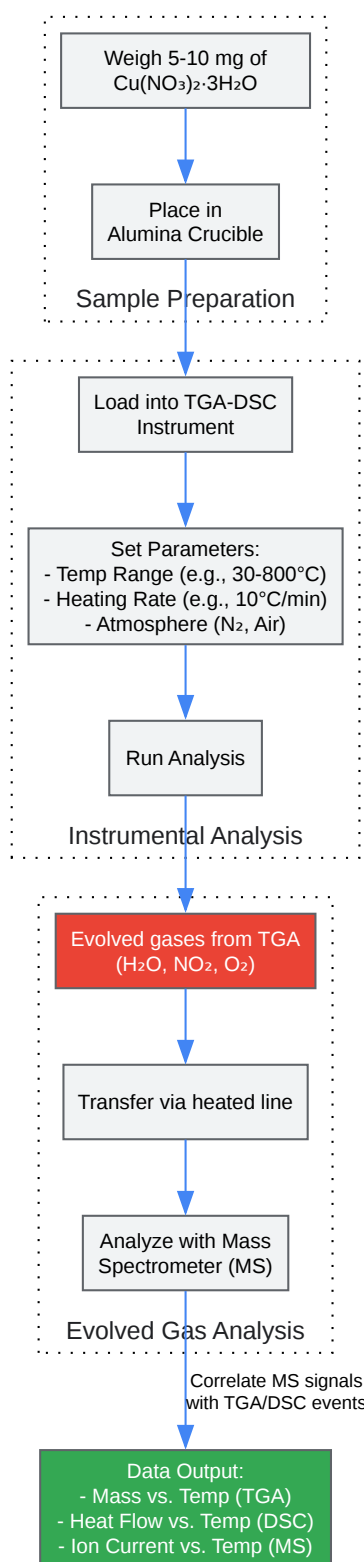 Weigh 5-10 mg of
Cu(NO₃)₂·3H₂O
Place in
Alumina Crucible
Sample Preparation
Load into TGA-DSC
Instrument
Set Parameters:
- Temp Range (e.g., 30-800°C)
- Heating Rate (e.g., 10°C/min)
- Atmosphere (N₂, Air)
Run Analysis
Instrumental Analysis
Evolved gases from TGA
(H₂O, NO₂, O₂)
Transfer via heated line
Analyze with Mass
Spectrometer (MS)
Evolved Gas Analysis
Correlate MS signals
with TGA/DSC events
Data Output:
- Mass vs. Temp (TGA)
- Heat Flow vs. Temp (DSC)
- Ion Current vs. Temp (MS)